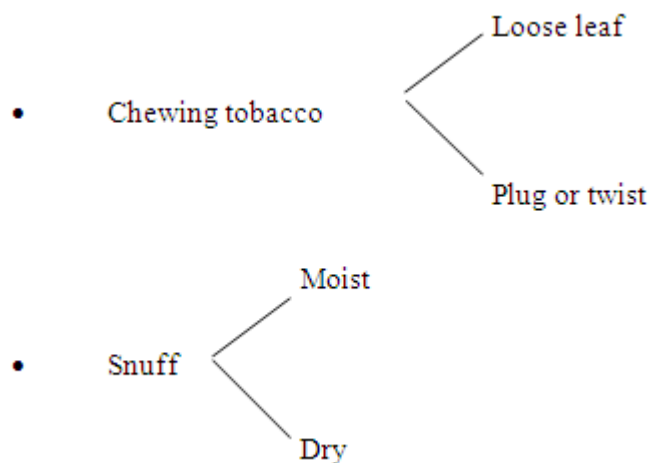 Loose leaf
• Chewing tobacco
Plug or twist
Moist
• Snuff
Dry